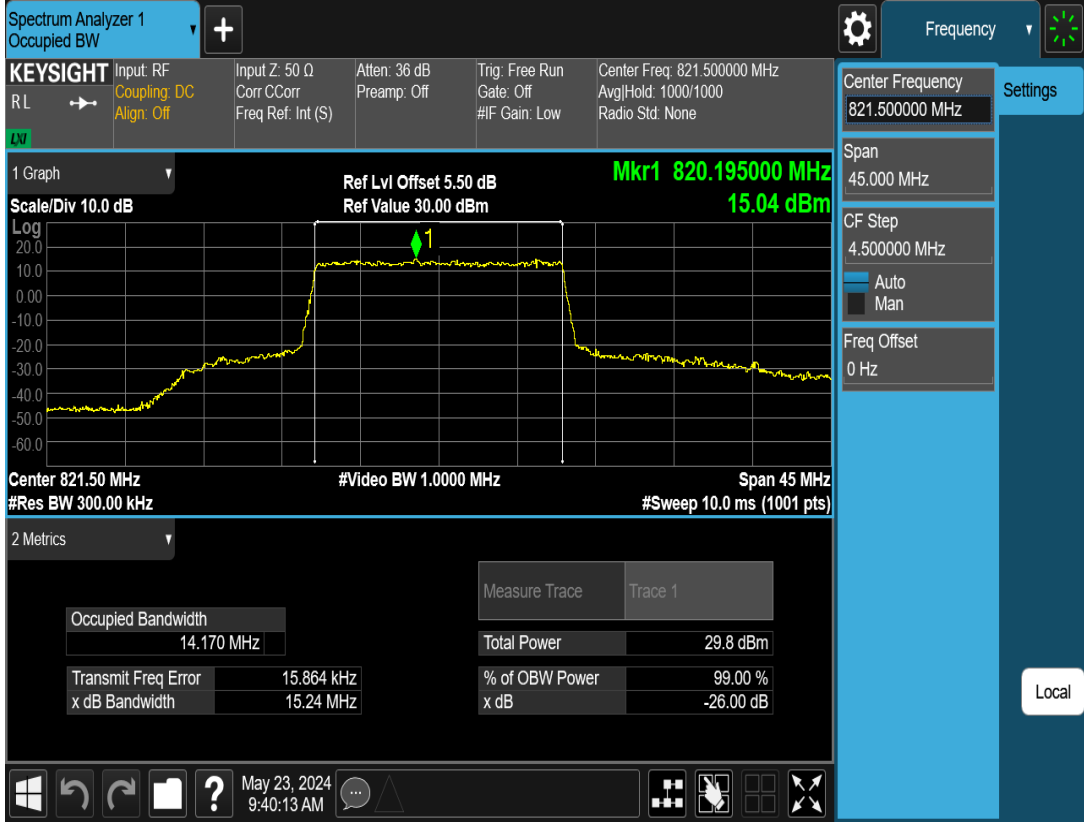 Spectrum Analyzer 1
Occupied BW
+
Frequency
KEYSIGHT
RL
LXI
Input: RF
Coupling: DC
Align: Off
Input Z: 50 Ω
Corr CCorr
Freq Ref: Int (S)
Atten: 36 dB
Preamp: Off
Trig: Free Run
Gate: Off
#IF Gain: Low
Center Freq: 821.500000 MHz
Avg|Hold: 1000/1000
Radio Std: None
Center Frequency
821.500000 MHz
Settings
Span
45.000 MHz
CF Step
4.500000 MHz
Auto
Man
Freq Offset
0 Hz
Local
1 Graph
Scale/Div 10.0 dB
Ref Lvl Offset 5.50 dB
Ref Value 30.00 dBm
Mkr1 820.195000 MHz
15.04 dBm
Log
1
20.0
10.0
0.00
-10.0
-20.0
-30.0
-40.0
-50.0
-60.0
Center 821.50 MHz
#Video BW 1.0000 MHz
Span 45 MHz
#Res BW 300.00 kHz
#Sweep 10.0 ms (1001 pts)
2 Metrics
Measure Trace
Trace 1
Occupied Bandwidth
14.170 MHz
Total Power
29.8 dBm
Transmit Freq Error
15.864 kHz
% of OBW Power
99.00 %
x dB Bandwidth
15.24 MHz
x dB
-26.00 dB
?
May 23, 2024
9:40:13 AM